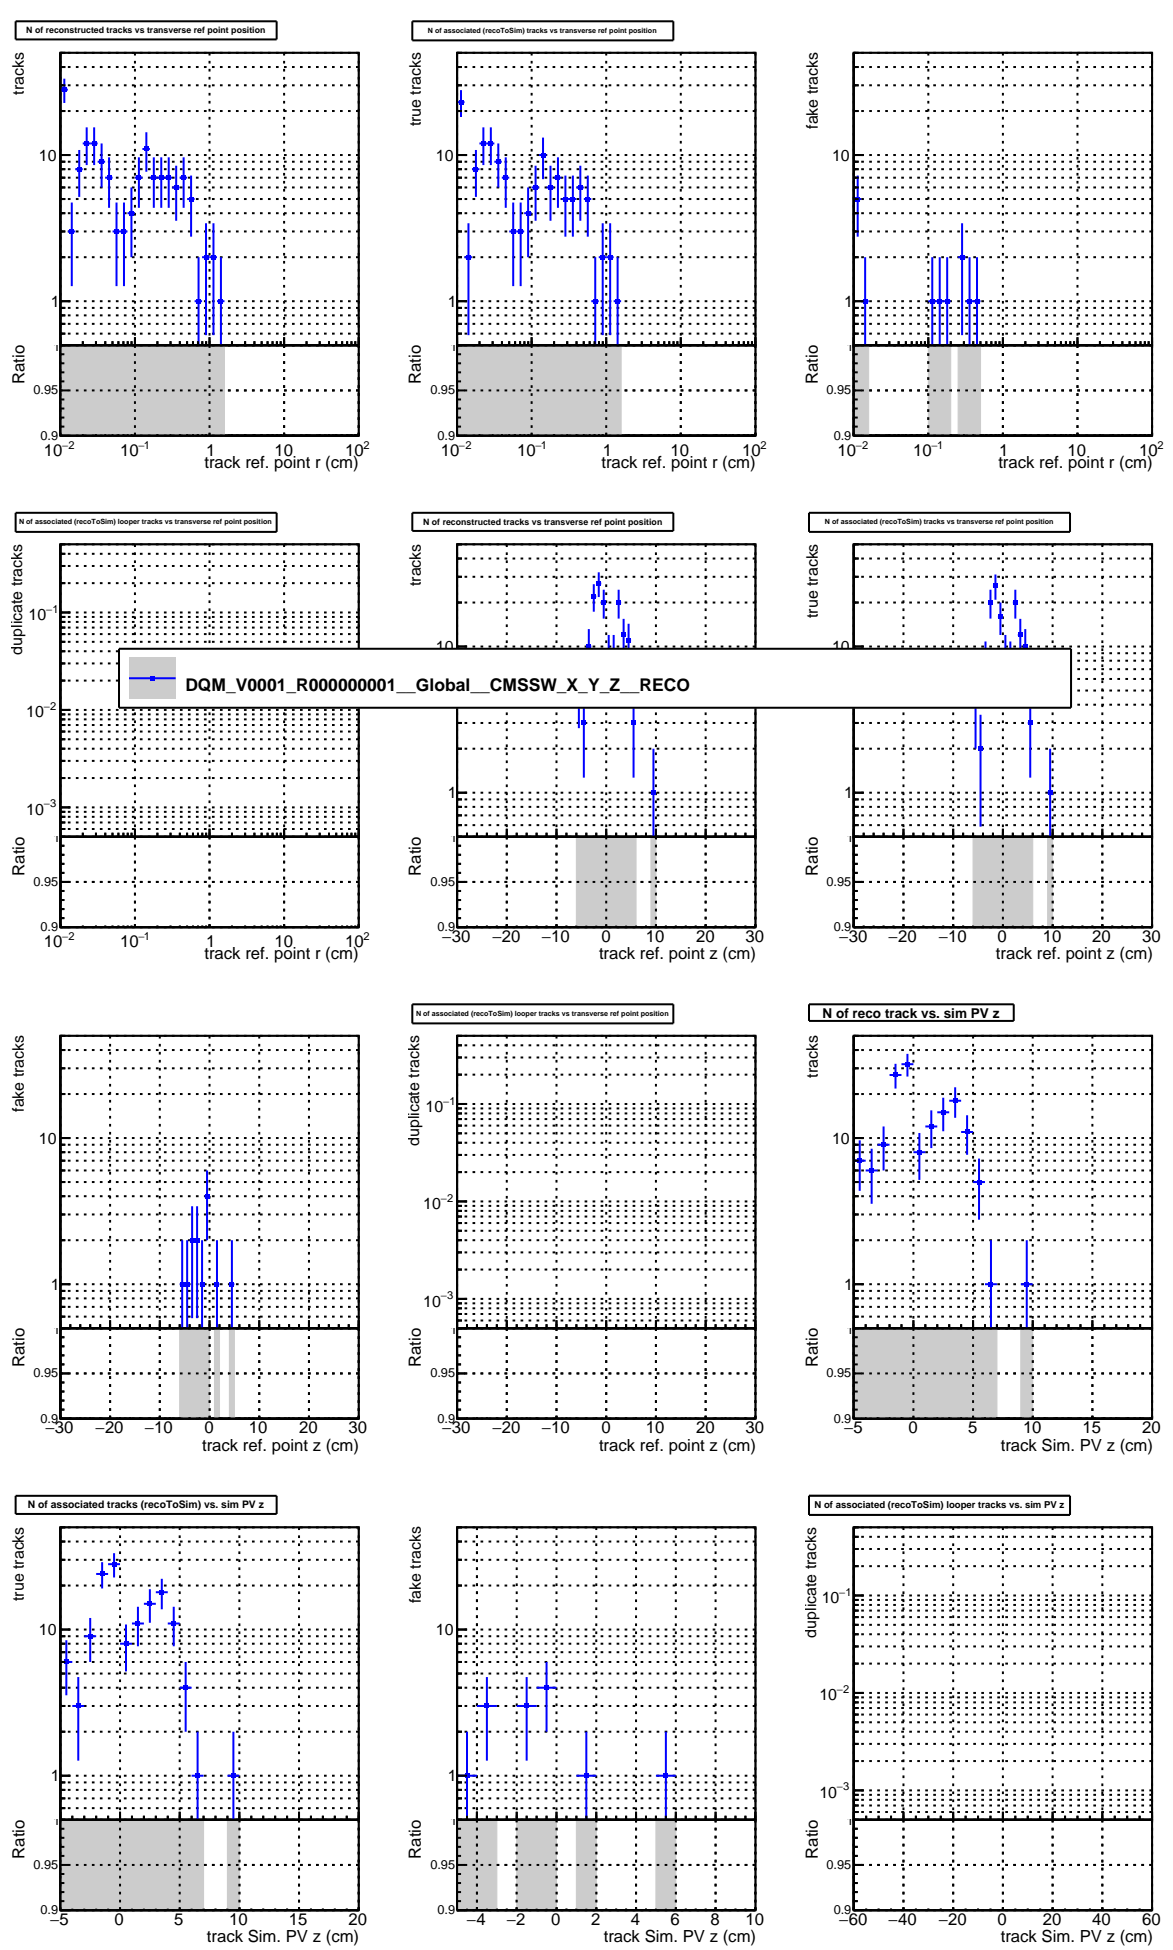 N of reconstructed tracks vs transverse ref point position
tracks
10
1
Ratio
1
0.95
0.9
10⁻² 10⁻¹ 1 10 10²
track ref. point r (cm)
N of associated (recoToSim) tracks vs transverse ref point position
true tracks
10
1
Ratio
1
0.95
0.9
10⁻² 10⁻¹ 1 10 10²
track ref. point r (cm)
fake tracks
10
1
Ratio
1
0.95
0.9
10⁻² 10⁻¹ 1 10 10²
track ref. point r (cm)
N of associated (recoToSim) looper tracks vs transverse ref point position
duplicate tracks
10⁻¹
10⁻²
10⁻³
Ratio
1
0.95
0.9
10⁻² 10⁻¹ 1 10 10²
track ref. point r (cm)
N of reconstructed tracks vs transverse ref point position
tracks
10
1
Ratio
1
0.95
0.9
−30 −20 −10 0 10 20 30
track ref. point z (cm)
N of associated (recoToSim) tracks vs transverse ref point position
true tracks
10
1
Ratio
1
0.95
0.9
−30 −20 −10 0 10 20 30
track ref. point z (cm)
DQM_V0001_R000000001__Global__CMSSW_X_Y_Z__RECO
fake tracks
10
1
Ratio
1
0.95
0.9
−30 −20 −10 0 10 20 30
track ref. point z (cm)
N of associated (recoToSim) looper tracks vs transverse ref point position
duplicate tracks
10⁻¹
10⁻²
10⁻³
Ratio
1
0.95
0.9
−30 −20 −10 0 10 20 30
track ref. point z (cm)
N of reco track vs. sim PV z
tracks
10
1
Ratio
1
0.95
0.9
−5 0 5 10 15 20
track Sim. PV z (cm)
N of associated tracks (recoToSim) vs. sim PV z
true tracks
10
1
Ratio
1
0.95
0.9
−5 0 5 10 15 20
track Sim. PV z (cm)
fake tracks
10
1
Ratio
1
0.95
0.9
−4 −2 0 2 4 6 8 10
track Sim. PV z (cm)
N of associated (recoToSim) looper tracks vs. sim PV z
duplicate tracks
10⁻¹
10⁻²
10⁻³
Ratio
1
0.95
0.9
−60 −40 −20 0 20 40 60
track Sim. PV z (cm)